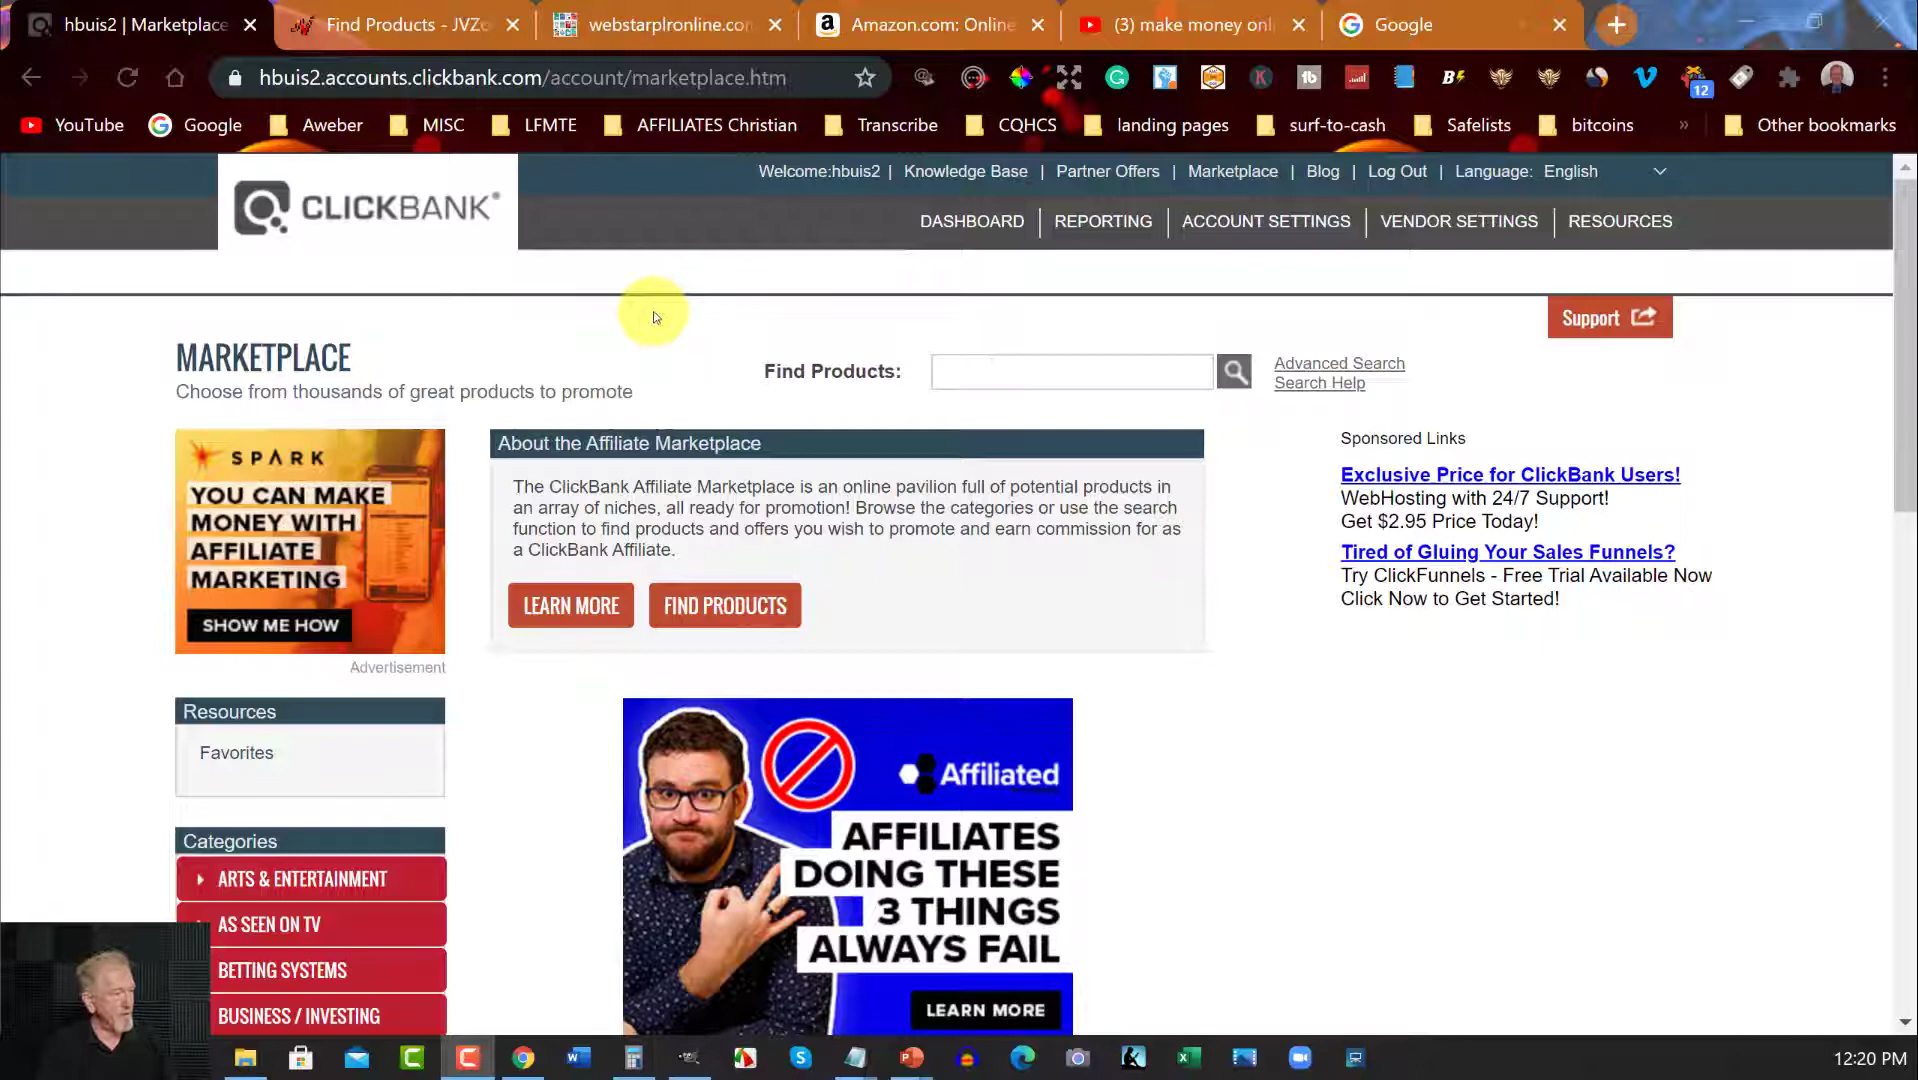 hbuis2 | Marketplace
Find Products - JVZo
webstarplronline.co
Amazon.com: Online
(3) make money onl
Google
hbuis2.accounts.clickbank.com/account/marketplace.htm
12
YouTube
Google
Aweber
MISC
LFMTE
AFFILIATES Christian
Transcribe
CQHCS
landing pages
surf-to-cash
Safelists
bitcoins
»
Other bookmarks
Welcome:hbuis2 | Knowledge Base | Partner Offers | Marketplace | Blog | Log Out | Language: English
CLICKBANK
DASHBOARD | REPORTING | ACCOUNT SETTINGS | VENDOR SETTINGS | RESOURCES
Support
MARKETPLACE
Choose from thousands of great products to promote
Find Products:
Advanced Search
Search Help
SPARK
YOU CAN MAKE
MONEY WITH
AFFILIATE
MARKETING
SHOW ME HOW
Advertisement
About the Affiliate Marketplace
The ClickBank Affiliate Marketplace is an online pavilion full of potential products in
an array of niches, all ready for promotion! Browse the categories or use the search
function to find products and offers you wish to promote and earn commission for as
a ClickBank Affiliate.
LEARN MORE
FIND PRODUCTS
Sponsored Links
Exclusive Price for ClickBank Users!
WebHosting with 24/7 Support!
Get $2.95 Price Today!
Tired of Gluing Your Sales Funnels?
Try ClickFunnels - Free Trial Available Now
Click Now to Get Started!
Resources
Favorites
Categories
ARTS & ENTERTAINMENT
AS SEEN ON TV
BETTING SYSTEMS
BUSINESS / INVESTING
Affiliated
AFFILIATES
DOING THESE
3 THINGS
ALWAYS FAIL
LEARN MORE
12:20 PM